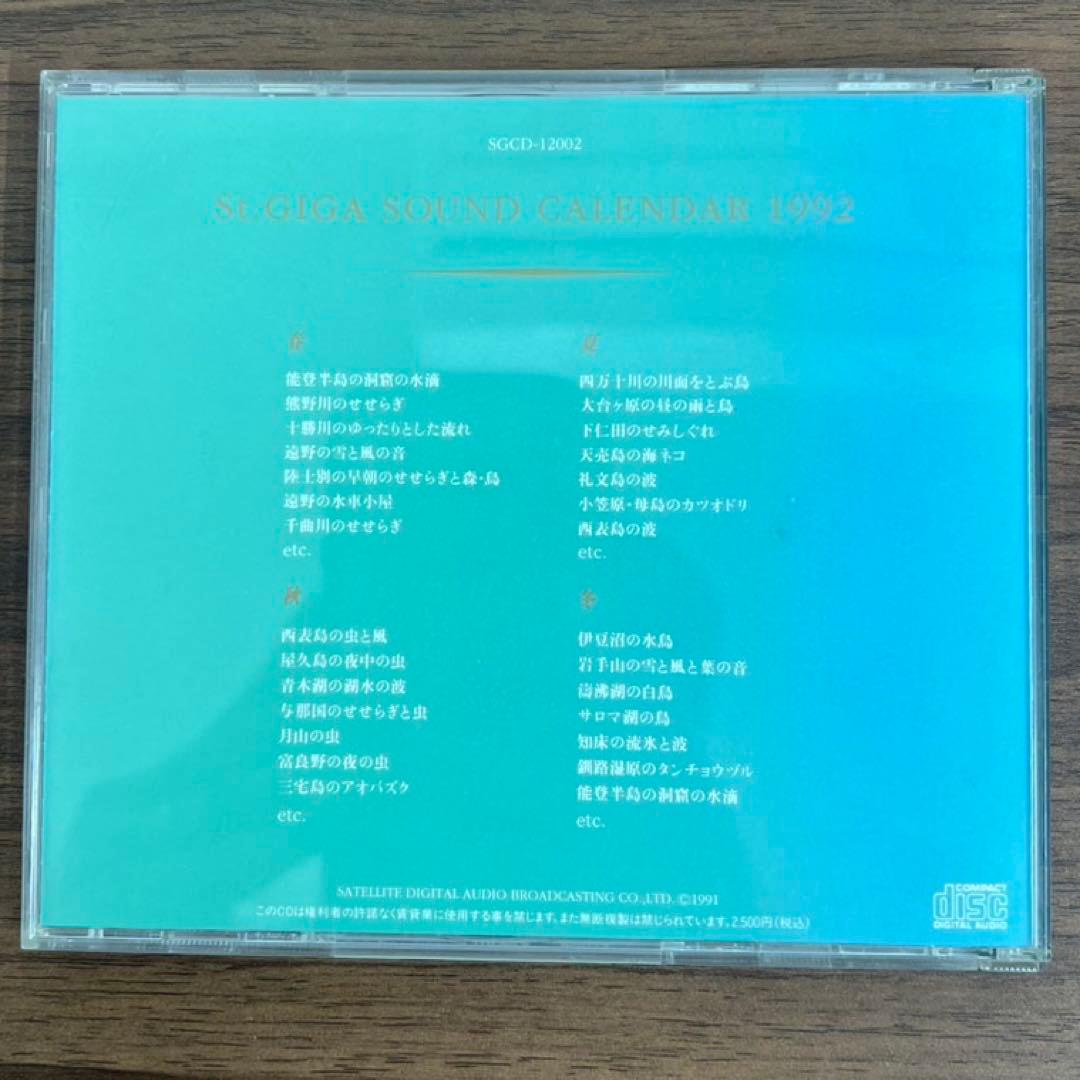 SGCD-12002
St.GIGA SOUND CALENDAR 1992
春
能登半島の洞窟の水滴
熊野川のせせらぎ
十勝川のゆったりとした流れ
遠野の雪と風の音
陸士別の早朝のせせらぎと森・鳥
遠野の水車小屋
千曲川のせせらぎ
etc.
夏
四万十川の川面をとぶ鳥
大台ヶ原の昼の雨と鳥
下仁田のせみしぐれ
天売島の海ネコ
礼文島の波
小笠原・母島のカツオドリ
西表島の波
etc.
秋
西表島の虫と風
屋久島の夜中の虫
青木湖の湖水の波
与那国のせせらぎと虫
月山の虫
富良野の夜の虫
三宅島のアオバズク
etc.
冬
伊豆沼の水鳥
岩手山の雪と風と葉の音
濤沸湖の白鳥
サロマ湖の鳥
知床の流氷と波
釧路湿原のタンチョウヅル
能登半島の洞窟の水滴
etc.
SATELLITE DIGITAL AUDIO BROADCASTING CO.,LTD. ©1991
このCDは権利者の許諾なく賃貸業に使用する事を禁じます。また無断複製は禁じられています。2,500円(税込)
COMPACT
disc
DIGITAL AUDIO